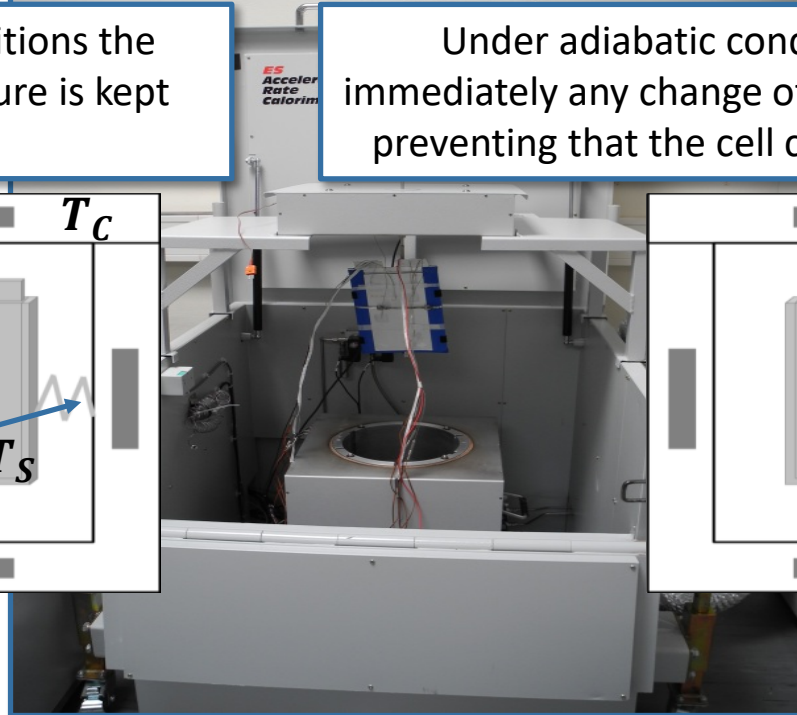 itions the
ure is kept
Under adiabatic cond
immediately any change of
preventing that the cell c
ES
Acceler
Rate
Calorim
T_C
T_S